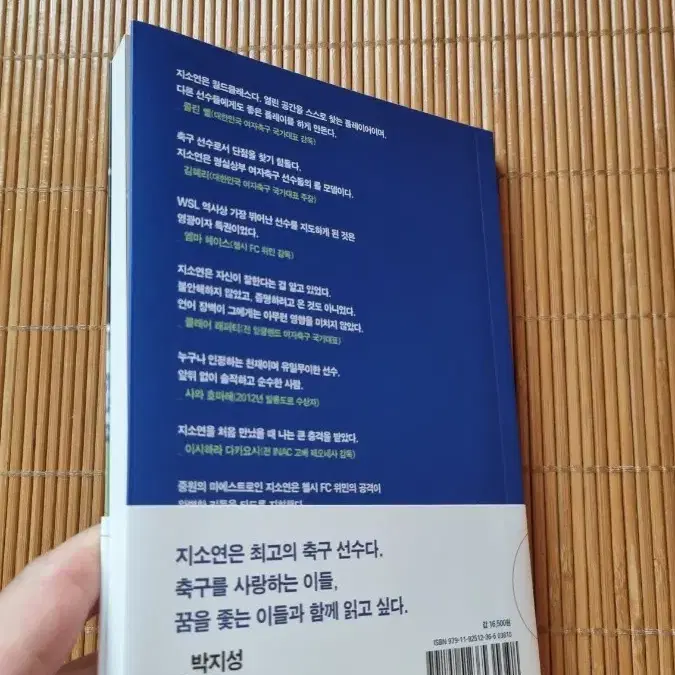 지소연은 월드클래스다. 열린 공간을 스스로 찾는 플레이어이며,
다른 선수들에게도 좋은 플레이를 하게 만든다.
콜린 벨(대한민국 여자축구 국가대표 감독)
축구 선수로서 단점을 찾기 힘들다.
지소연은 명실상부 여자축구 선수들의 롤 모델이다.
김혜리(대한민국 여자축구 국가대표 주장)
WSL 역사상 가장 뛰어난 선수를 지도하게 된 것은
영광이자 특권이었다.
엠마 헤이스(첼시 FC 위민 감독)
지소연은 자신이 잘한다는 걸 알고 있었다.
불안해하지 않았고, 증명하려고 온 것도 아니었다.
언어 장벽이 그에게는 아무런 영향을 미치지 않았다.
클레어 래퍼티(전 잉글랜드 여자축구 국가대표)
누구나 인정하는 천재이며 유일무이한 선수.
앞뒤 없이 솔직하고 순수한 사람.
사와 호마레(2012년 발롱도르 수상자)
지소연을 처음 만났을 때 나는 큰 충격을 받았다.
이시하라 다카요시(전 INAC 고베 레오네사 감독)
중원의 마에스트로인 지소연은 첼시 FC 위민의 공격이
지소연은 최고의 축구 선수다.
축구를 사랑하는 이들,
꿈을 좇는 이들과 함께 읽고 싶다.
박지성
값 16,500원
ISBN 979-11-92512-36-5 03810